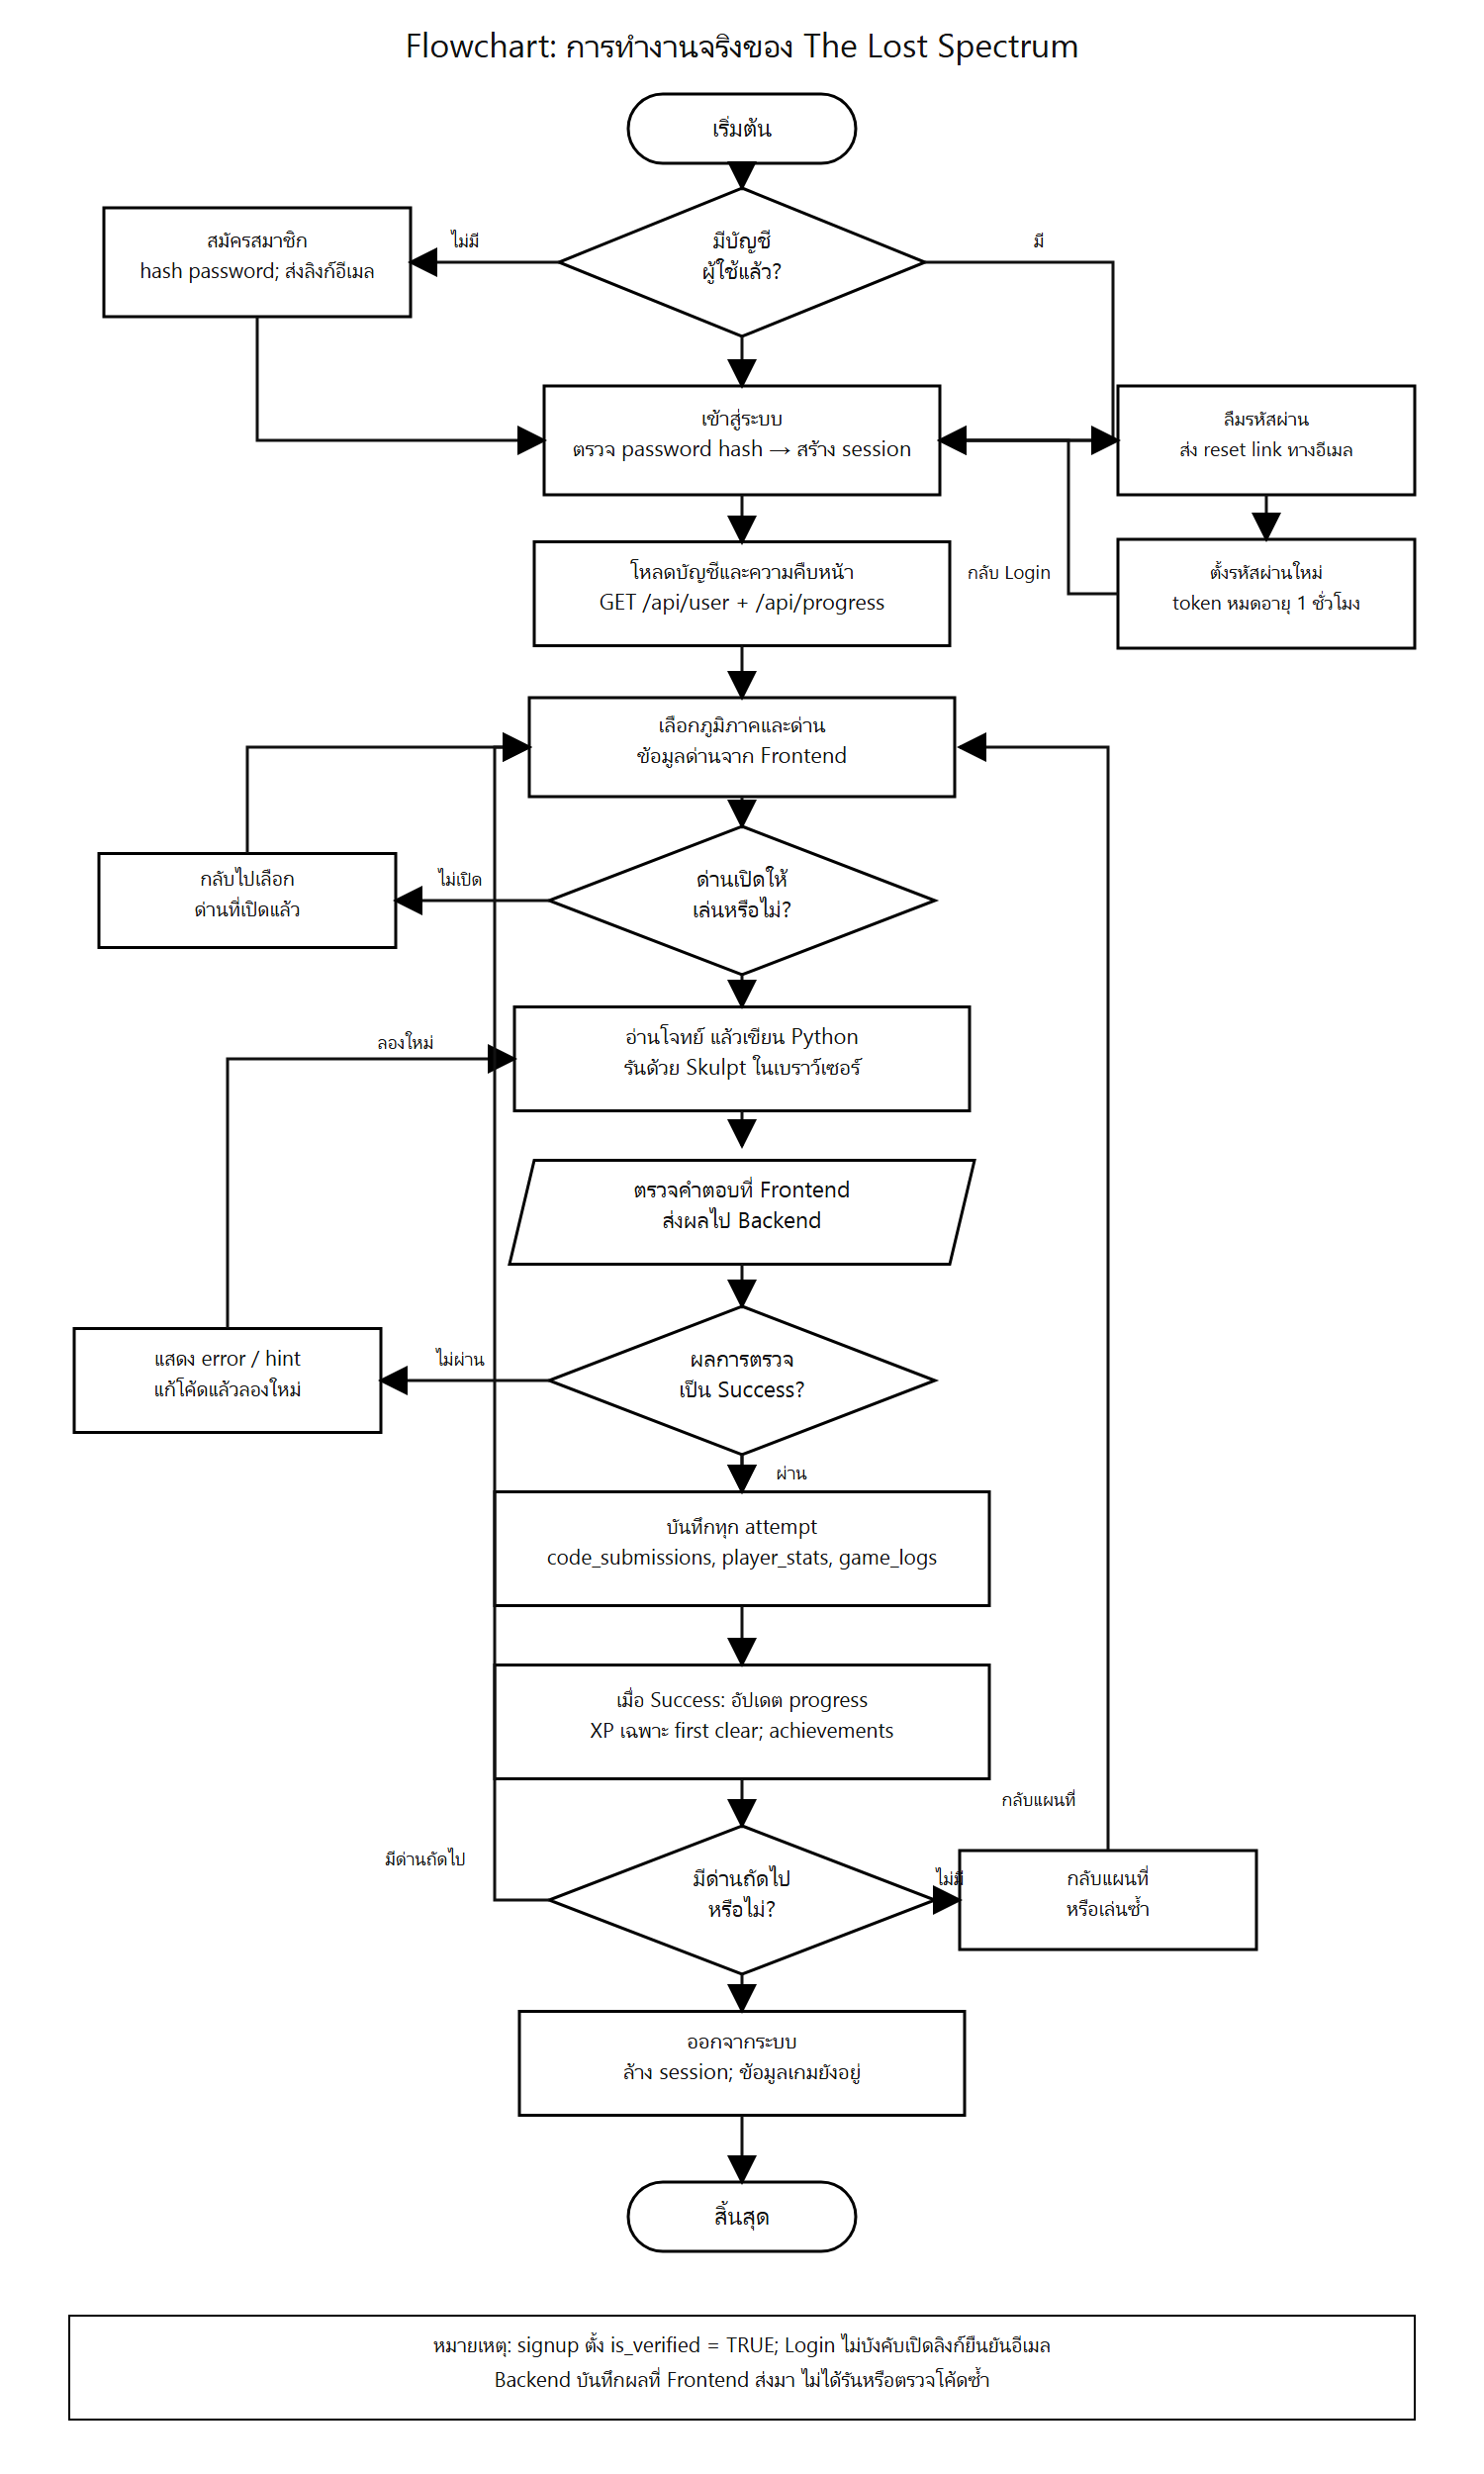 Flowchart: การทำงานจริงของ The Lost Spectrum
เริ่มต้น
มีบัญชี
ผู้ใช้แล้ว?
ไม่มี
มี
สมัครสมาชิก
hash password; ส่งลิงก์อีเมล
เข้าสู่ระบบ
ตรวจ password hash → สร้าง session
ลืมรหัสผ่าน
ส่ง reset link ทางอีเมล
โหลดบัญชีและความคืบหน้า
GET /api/user + /api/progress
กลับ Login
ตั้งรหัสผ่านใหม่
token หมดอายุ 1 ชั่วโมง
เลือกภูมิภาคและด่าน
ข้อมูลด่านจาก Frontend
ด่านเปิดให้
เล่นหรือไม่?
ไม่เปิด
กลับไปเลือก
ด่านที่เปิดแล้ว
ลองใหม่
อ่านโจทย์ แล้วเขียน Python
รันด้วย Skulpt ในเบราว์เซอร์
ตรวจคำตอบที่ Frontend
ส่งผลไป Backend
ผลการตรวจ
เป็น Success?
ไม่ผ่าน
แสดง error / hint
แก้โค้ดแล้วลองใหม่
ผ่าน
บันทึกทุก attempt
code_submissions, player_stats, game_logs
เมื่อ Success: อัปเดต progress
XP เฉพาะ first clear; achievements
กลับแผนที่
มีด่านถัดไป
มีด่านถัดไป
หรือไม่?
ไม่มี
กลับแผนที่
หรือเล่นซ้ำ
ออกจากระบบ
ล้าง session; ข้อมูลเกมยังอยู่
สิ้นสุด
หมายเหตุ: signup ตั้ง is_verified = TRUE; Login ไม่บังคับเปิดลิงก์ยืนยันอีเมล
Backend บันทึกผลที่ Frontend ส่งมา ไม่ได้รันหรือตรวจโค้ดซ้ำ